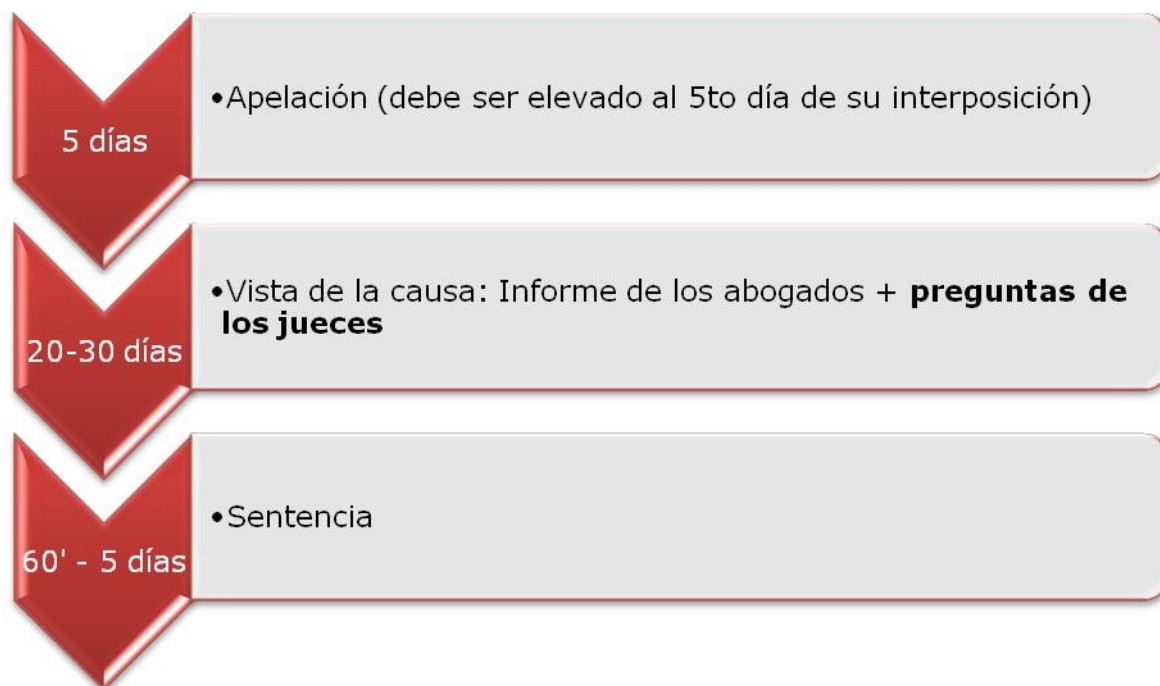 5 días
•Apelación (debe ser elevado al 5to día de su interposición)
20-30 días
•Vista de la causa: Informe de los abogados + preguntas de
los jueces
60' - 5 días
•Sentencia